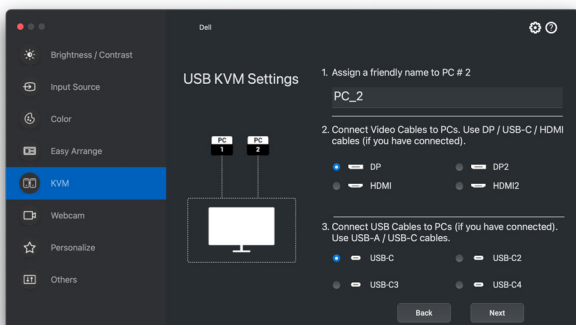 Dell
Brightness / Contrast
Input Source
Color
Easy Arrange
KVM
Webcam
Personalize
Others
USB KVM Settings
PC
1
PC
2
1. Assign a friendly name to PC # 2
PC_2
2. Connect Video Cables to PCs. Use DP / USB-C / HDMI
cables (if you have connected).
DP
DP2
HDMI
HDMI2
3. Connect USB Cables to PCs (if you have connected).
Use USB-A / USB-C cables.
USB-C
USB-C2
USB-C3
USB-C4
Back
Next